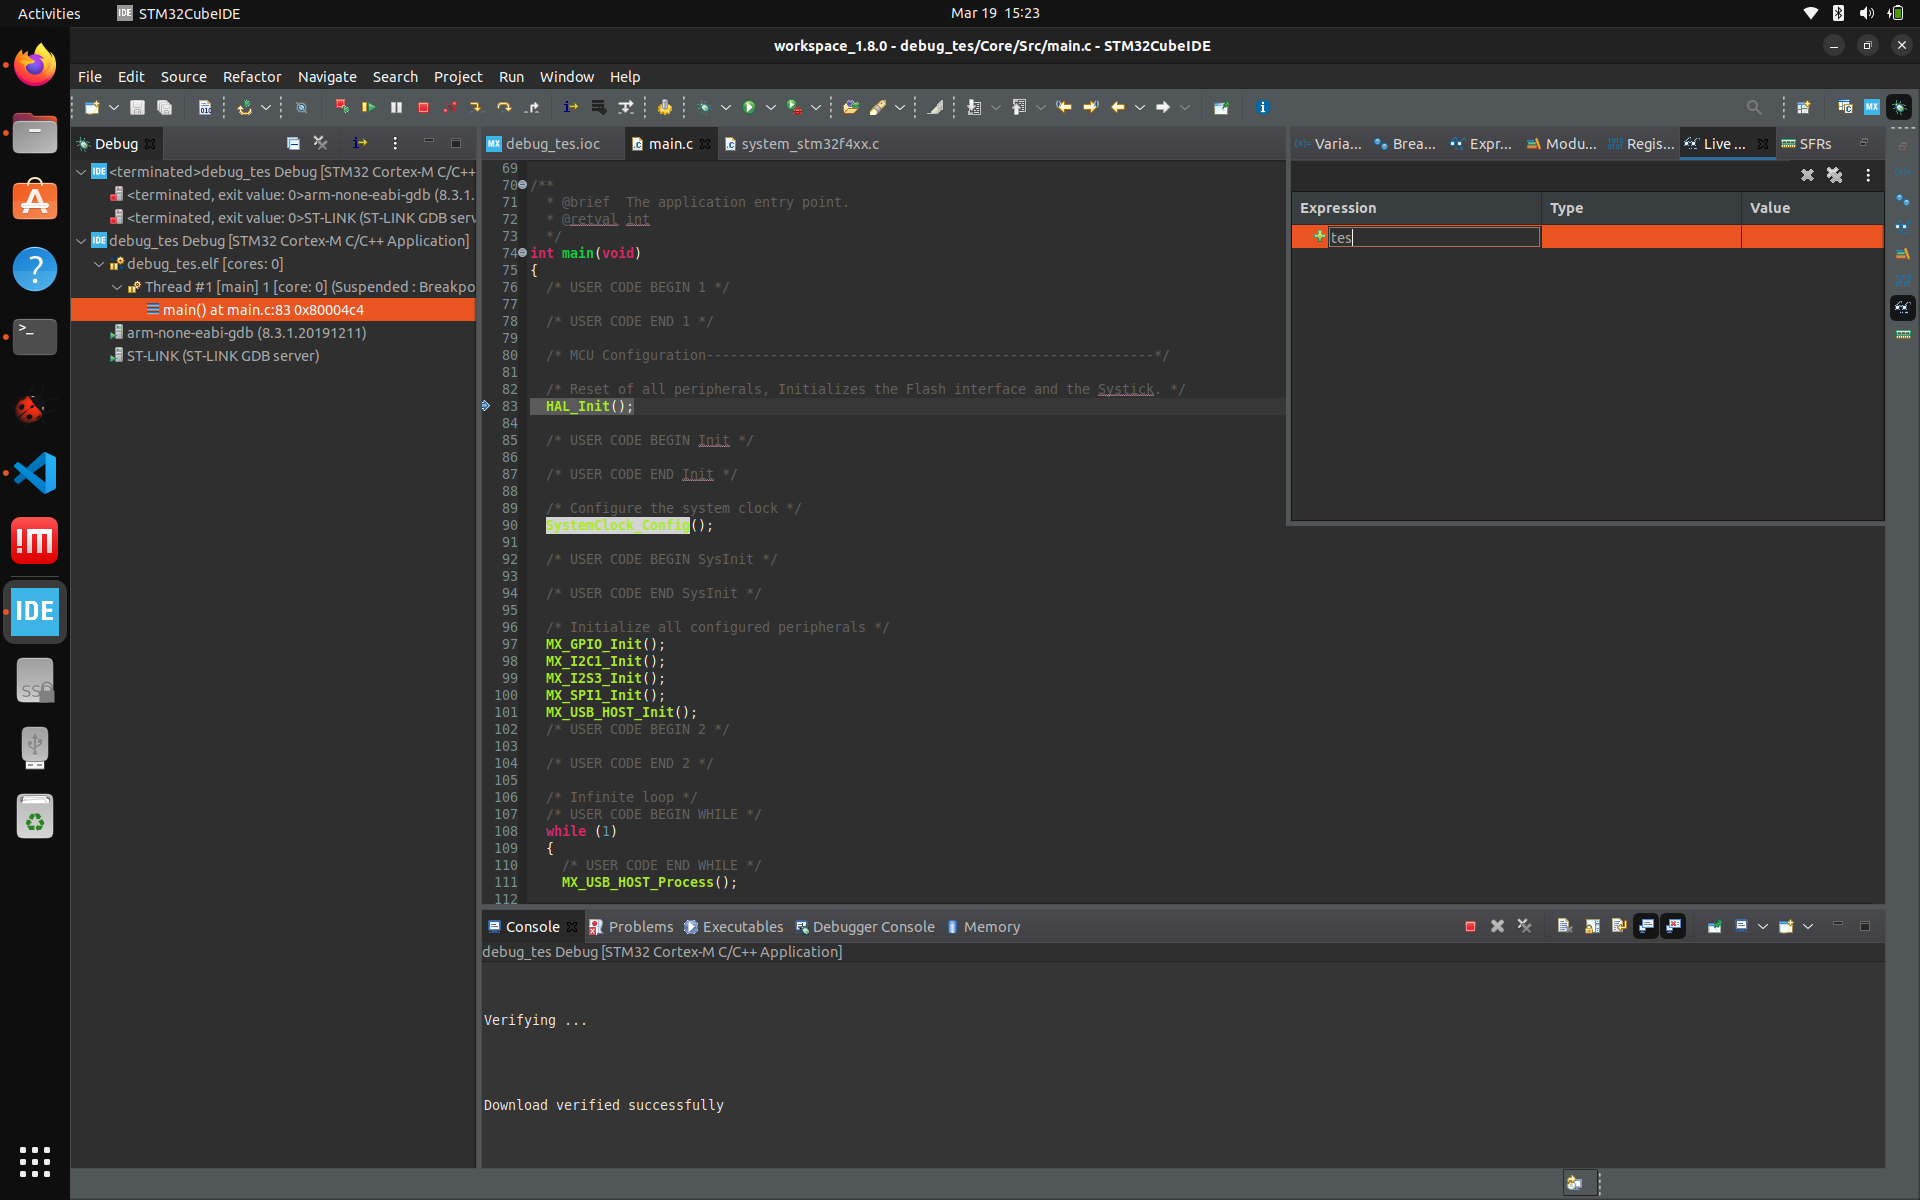 Activities
STM32CubeIDE
Mar 19 15:23
workspace_1.8.0 - debug_tes/Core/Src/main.c - STM32CubeIDE
File Edit Source Refactor Navigate Search Project Run Window Help
Debug
<terminated>debug_tes Debug [STM32 Cortex-M C/C++
<terminated, exit value: 0>arm-none-eabi-gdb (8.3.1.
<terminated, exit value: 0>ST-LINK (ST-LINK GDB serv
debug_tes Debug [STM32 Cortex-M C/C++ Application]
debug_tes.elf [cores: 0]
Thread #1 [main] 1 [core: 0] (Suspended : Breakpo
main() at main.c:83 0x80004c4
arm-none-eabi-gdb (8.3.1.20191211)
ST-LINK (ST-LINK GDB server)
debug_tes.ioc main.c system_stm32f4xx.c
69
70 /**
71 * @brief The application entry point.
72 * @retval int
73 */
74 int main(void)
75 {
76 /* USER CODE BEGIN 1 */
77
78 /* USER CODE END 1 */
79
80 /* MCU Configuration--------------------------------------------------------*/
81
82 /* Reset of all peripherals, Initializes the Flash interface and the Systick. */
83 HAL_Init();
84
85 /* USER CODE BEGIN Init */
86
87 /* USER CODE END Init */
88
89 /* Configure the system clock */
90 SystemClock_Config();
91
92 /* USER CODE BEGIN SysInit */
93
94 /* USER CODE END SysInit */
95
96 /* Initialize all configured peripherals */
97 MX_GPIO_Init();
98 MX_I2C1_Init();
99 MX_I2S3_Init();
100 MX_SPI1_Init();
101 MX_USB_HOST_Init();
102 /* USER CODE BEGIN 2 */
103
104 /* USER CODE END 2 */
105
106 /* Infinite loop */
107 /* USER CODE BEGIN WHILE */
108 while (1)
109 {
110 /* USER CODE END WHILE */
111 MX_USB_HOST_Process();
112
Varia... Brea... Expr... Modu... Regis... Live ... SFRs
Expression Type Value
tes
Console Problems Executables Debugger Console Memory
debug_tes Debug [STM32 Cortex-M C/C++ Application]
Verifying ...
Download verified successfully